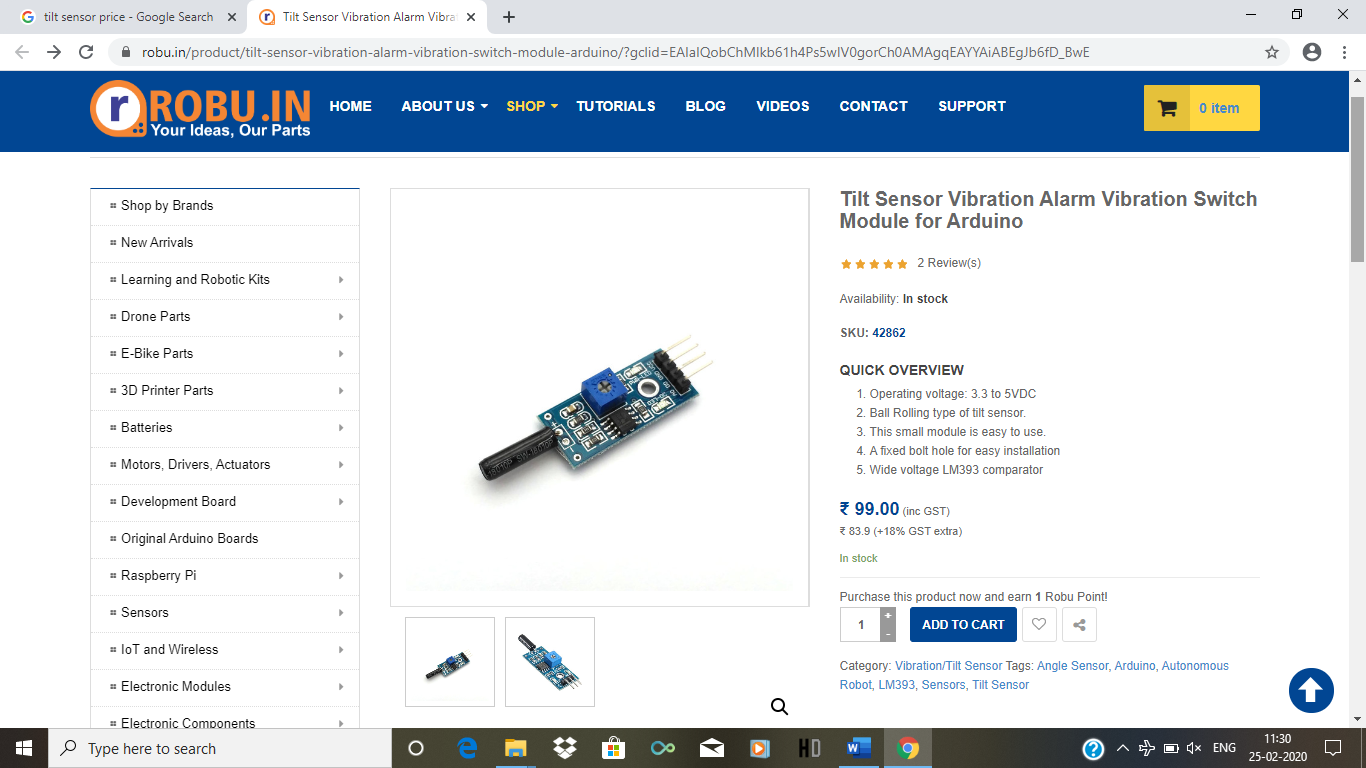 tilt sensor price - Google Search
Tilt Sensor Vibration Alarm Vibra
robu.in/product/tilt-sensor-vibration-alarm-vibration-switch-module-arduino/?gclid=EAIaIQobChMIkb61h4Ps5wIV0gorCh0AMAgqEAYYAiABEgJb6fD_BwE
r ROBU.IN
Your Ideas, Our Parts
HOME ABOUT US SHOP TUTORIALS BLOG VIDEOS CONTACT SUPPORT
0 item
Shop by Brands
New Arrivals
Learning and Robotic Kits
Drone Parts
E-Bike Parts
3D Printer Parts
Batteries
Motors, Drivers, Actuators
Development Board
Original Arduino Boards
Raspberry Pi
Sensors
IoT and Wireless
Electronic Modules
Electronic Components
Tilt Sensor Vibration Alarm Vibration Switch
Module for Arduino
2 Review(s)
Availability: In stock
SKU: 42862
QUICK OVERVIEW
1. Operating voltage: 3.3 to 5VDC
2. Ball Rolling type of tilt sensor.
3. This small module is easy to use.
4. A fixed bolt hole for easy installation
5. Wide voltage LM393 comparator
₹ 99.00 (inc GST)
₹ 83.9 (+18% GST extra)
In stock
Purchase this product now and earn 1 Robu Point!
1 + -
ADD TO CART
Category: Vibration/Tilt Sensor Tags: Angle Sensor, Arduino, Autonomous
Robot, LM393, Sensors, Tilt Sensor
Type here to search
HD
ENG
11:30
25-02-2020